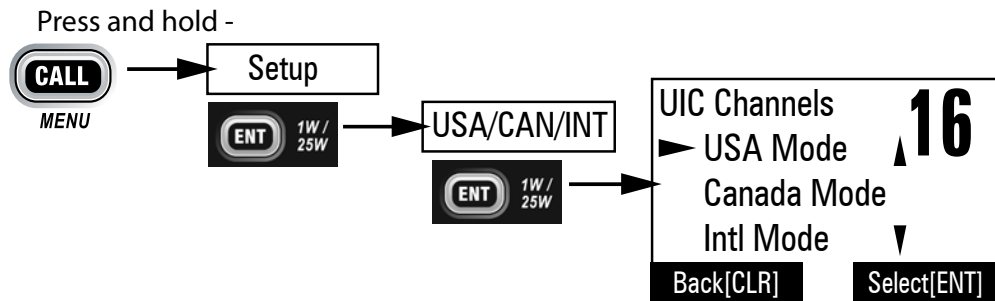 Press and hold -
CALL
MENU
Setup
ENT 1W /
25W
USA/CAN/INT
ENT 1W /
25W
UIC Channels 16
USA Mode
Canada Mode
Intl Mode
Back[CLR] Select[ENT]